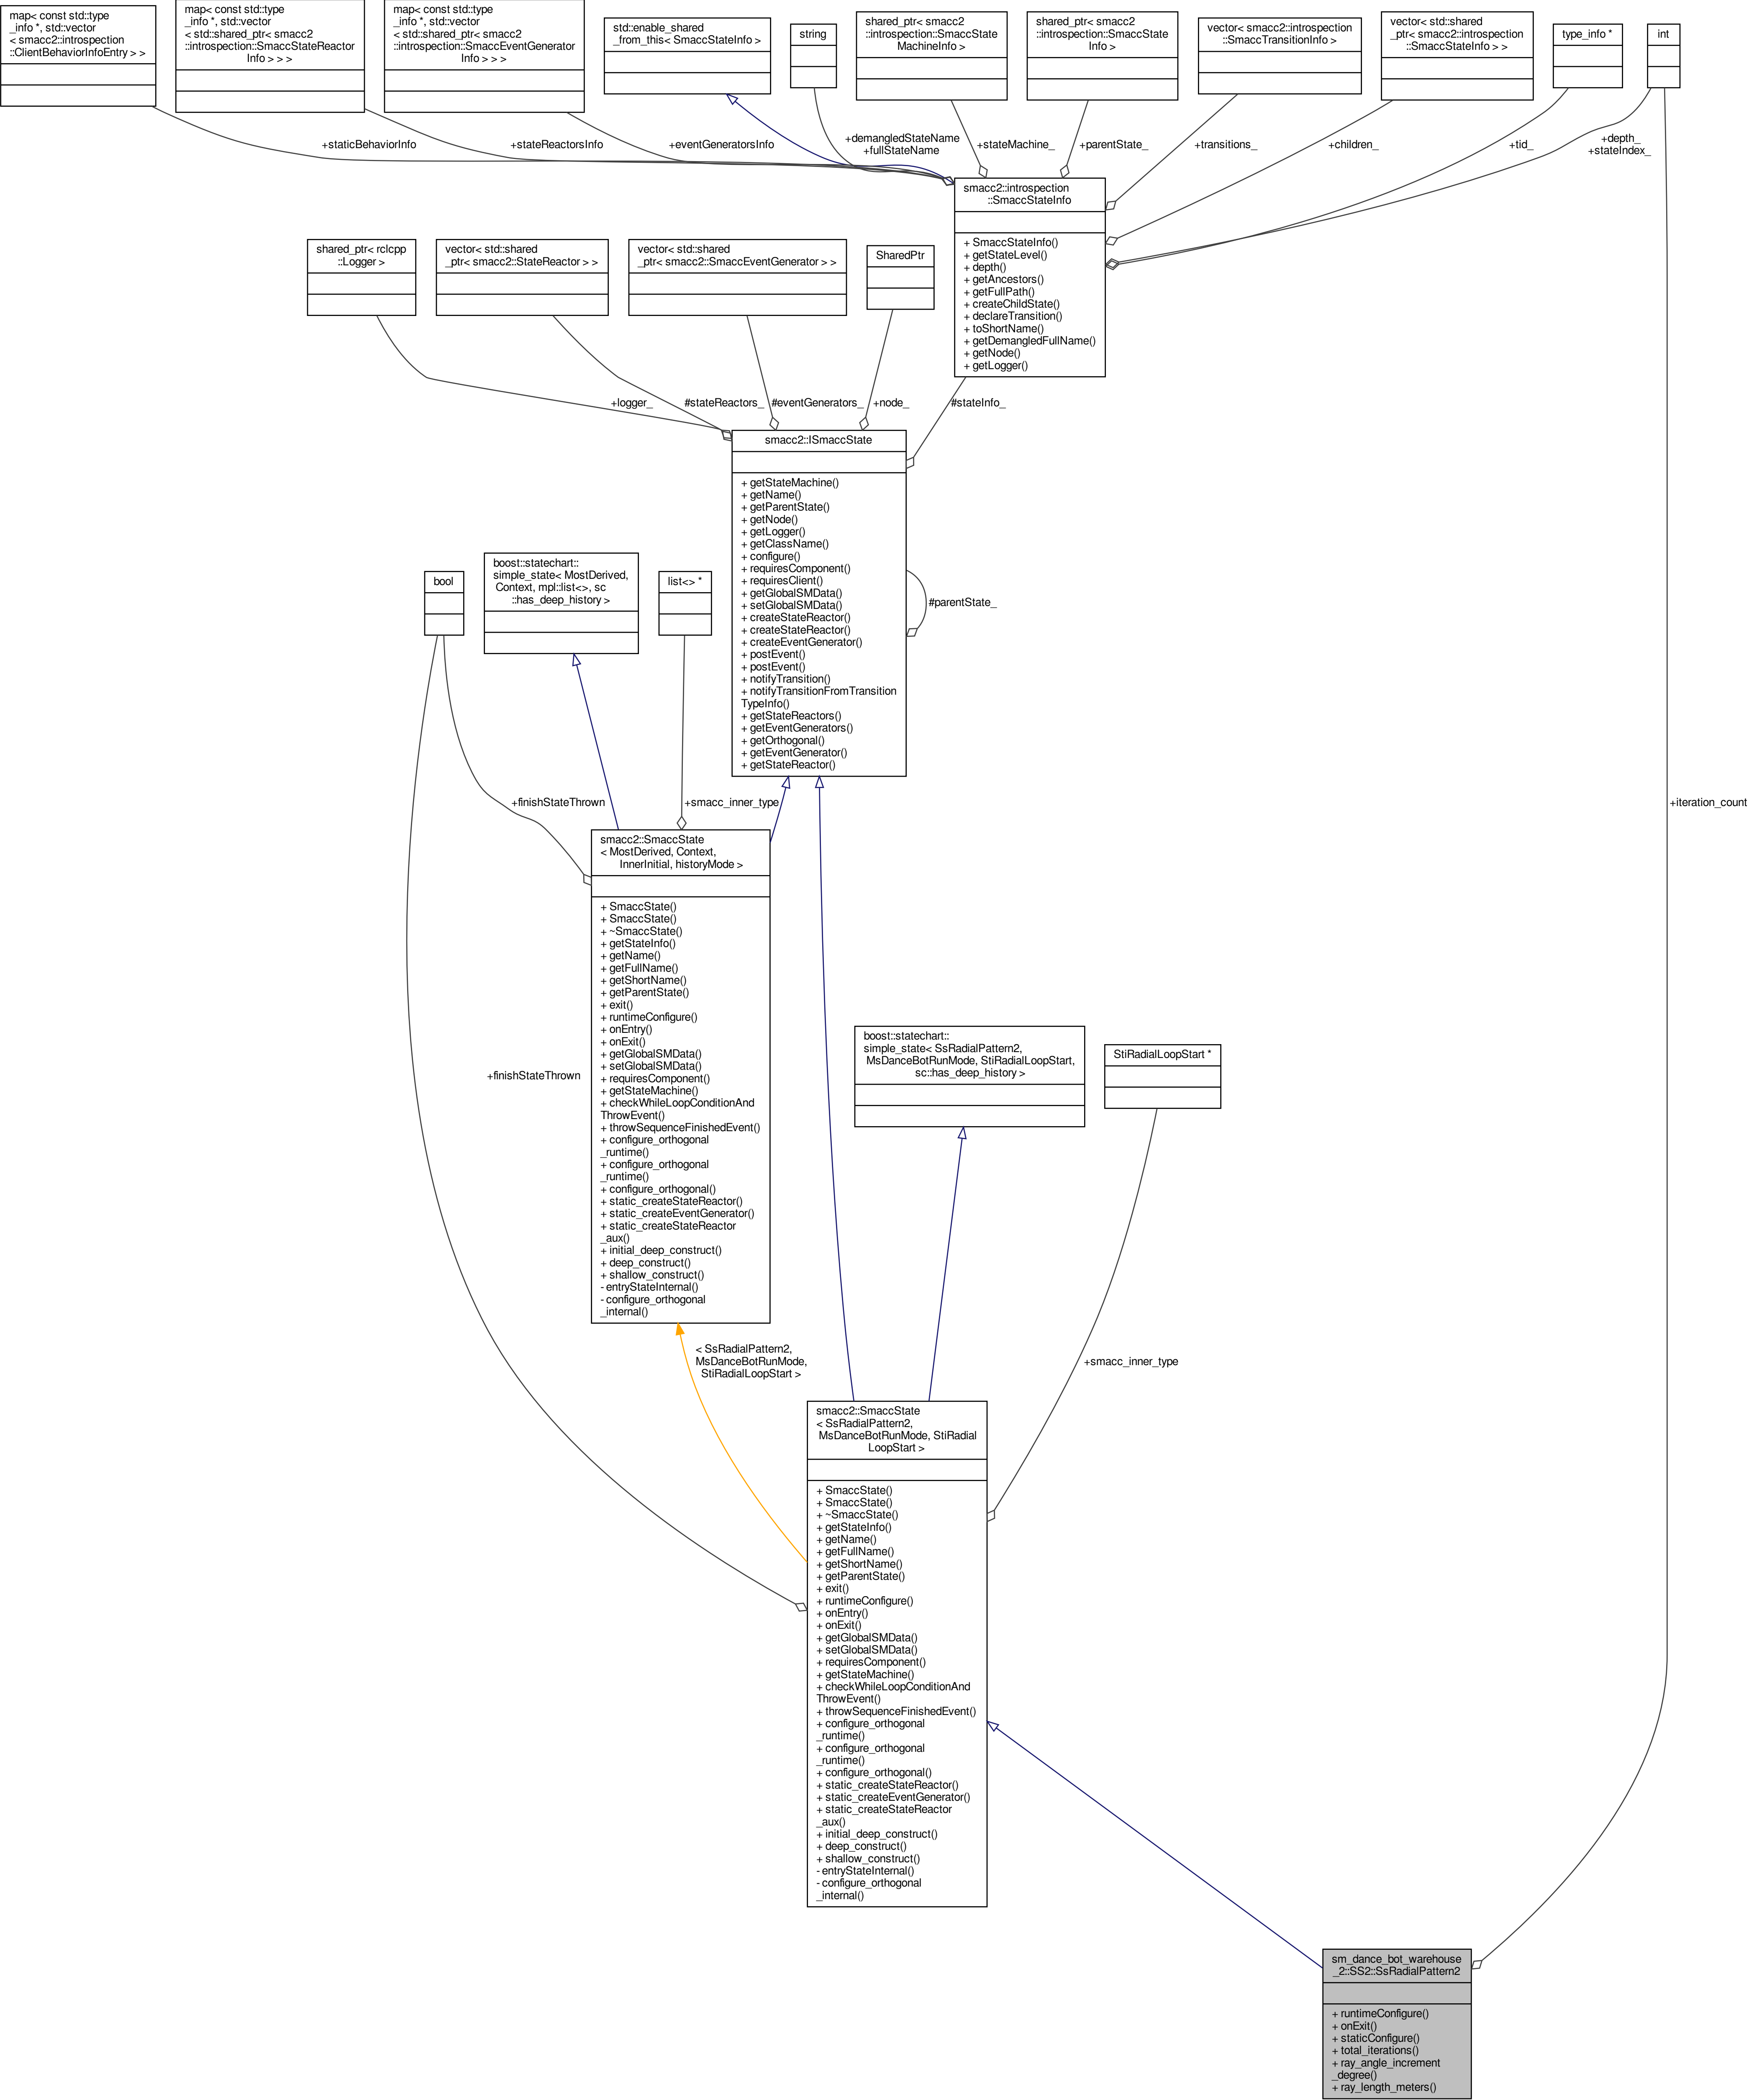 map< const std::type
_info *, std::vector
< smacc2::introspection
::ClientBehaviorInfoEntry > >
map< const std::type
_info *, std::vector
< std::shared_ptr< smacc2
::introspection::SmaccStateReactor
Info > > >
map< const std::type
_info *, std::vector
< std::shared_ptr< smacc2
::introspection::SmaccEventGenerator
Info > > >
std::enable_shared
_from_this< SmaccStateInfo >
string
shared_ptr< smacc2
::introspection::SmaccState
MachineInfo >
shared_ptr< smacc2
::introspection::SmaccState
Info >
vector< smacc2::introspection
::SmaccTransitionInfo >
vector< std::shared
_ptr< smacc2::introspection
::SmaccStateInfo > >
type_info *
int
+staticBehaviorInfo
+stateReactorsInfo
+eventGeneratorsInfo
+demangledStateName
+fullStateName
+stateMachine_
+parentState_
+transitions_
+children_
+tid_
+depth_
+stateIndex_
smacc2::introspection
::SmaccStateInfo
+ SmaccStateInfo()
+ getStateLevel()
+ depth()
+ getAncestors()
+ getFullPath()
+ createChildState()
+ declareTransition()
+ toShortName()
+ getDemangledFullName()
+ getNode()
+ getLogger()
shared_ptr< rclcpp
::Logger >
vector< std::shared
_ptr< smacc2::StateReactor > >
vector< std::shared
_ptr< smacc2::SmaccEventGenerator > >
SharedPtr
+logger_
#stateReactors_
#eventGenerators_
+node_
#stateInfo_
smacc2::ISmaccState
+ getStateMachine()
+ getName()
+ getParentState()
+ getNode()
+ getLogger()
+ getClassName()
+ configure()
+ requiresComponent()
+ requiresClient()
+ getGlobalSMData()
+ setGlobalSMData()
+ createStateReactor()
+ createStateReactor()
+ createEventGenerator()
+ postEvent()
+ postEvent()
+ notifyTransition()
+ notifyTransitionFromTransition
TypeInfo()
+ getStateReactors()
+ getEventGenerators()
+ getOrthogonal()
+ getEventGenerator()
+ getStateReactor()
#parentState_
bool
boost::statechart::
simple_state< MostDerived,
Context, mpl::list<>, sc
::has_deep_history >
list<> *
+finishStateThrown
+smacc_inner_type
+iteration_count
smacc2::SmaccState
< MostDerived, Context,
InnerInitial, historyMode >
+ SmaccState()
+ SmaccState()
+ ~SmaccState()
+ getStateInfo()
+ getName()
+ getFullName()
+ getShortName()
+ getParentState()
+ exit()
+ runtimeConfigure()
+ onEntry()
+ onExit()
+ getGlobalSMData()
+ setGlobalSMData()
+ requiresComponent()
+ getStateMachine()
+ checkWhileLoopConditionAnd
ThrowEvent()
+ throwSequenceFinishedEvent()
+ configure_orthogonal
_runtime()
+ configure_orthogonal
_runtime()
+ configure_orthogonal()
+ static_createStateReactor()
+ static_createEventGenerator()
+ static_createStateReactor
_aux()
+ initial_deep_construct()
+ deep_construct()
+ shallow_construct()
- entryStateInternal()
- configure_orthogonal
_internal()
+finishStateThrown
boost::statechart::
simple_state< SsRadialPattern2,
MsDanceBotRunMode, StiRadialLoopStart,
sc::has_deep_history >
StiRadialLoopStart *
< SsRadialPattern2,
MsDanceBotRunMode,
StiRadialLoopStart >
+smacc_inner_type
smacc2::SmaccState
< SsRadialPattern2,
MsDanceBotRunMode, StiRadial
LoopStart >
+ SmaccState()
+ SmaccState()
+ ~SmaccState()
+ getStateInfo()
+ getName()
+ getFullName()
+ getShortName()
+ getParentState()
+ exit()
+ runtimeConfigure()
+ onEntry()
+ onExit()
+ getGlobalSMData()
+ setGlobalSMData()
+ requiresComponent()
+ getStateMachine()
+ checkWhileLoopConditionAnd
ThrowEvent()
+ throwSequenceFinishedEvent()
+ configure_orthogonal
_runtime()
+ configure_orthogonal
_runtime()
+ configure_orthogonal()
+ static_createStateReactor()
+ static_createEventGenerator()
+ static_createStateReactor
_aux()
+ initial_deep_construct()
+ deep_construct()
+ shallow_construct()
- entryStateInternal()
- configure_orthogonal
_internal()
sm_dance_bot_warehouse
_2::SS2::SsRadialPattern2
+ runtimeConfigure()
+ onExit()
+ staticConfigure()
+ total_iterations()
+ ray_angle_increment
_degree()
+ ray_length_meters()